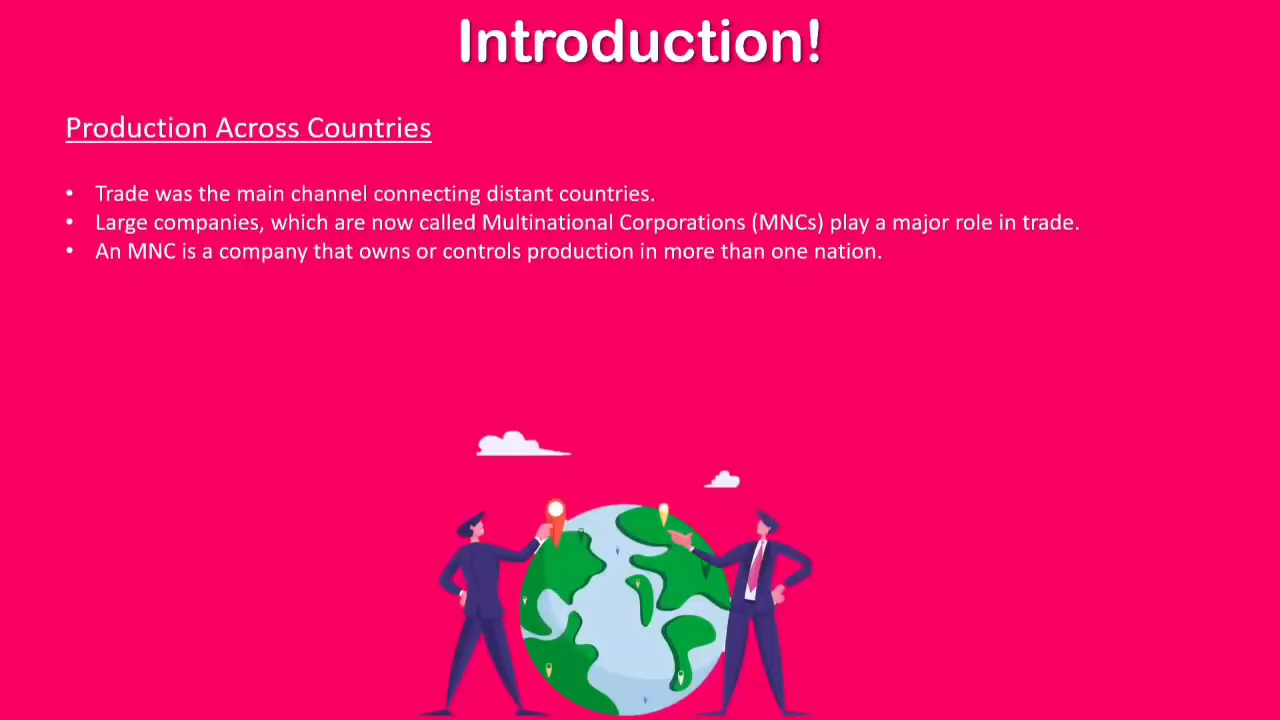 Introduction!
Production Across Countries
• Trade was the main channel connecting distant countries.
• Large companies, which are now called Multinational Corporations (MNCs) play a major role in trade.
• An MNC is a company that owns or controls production in more than one nation.